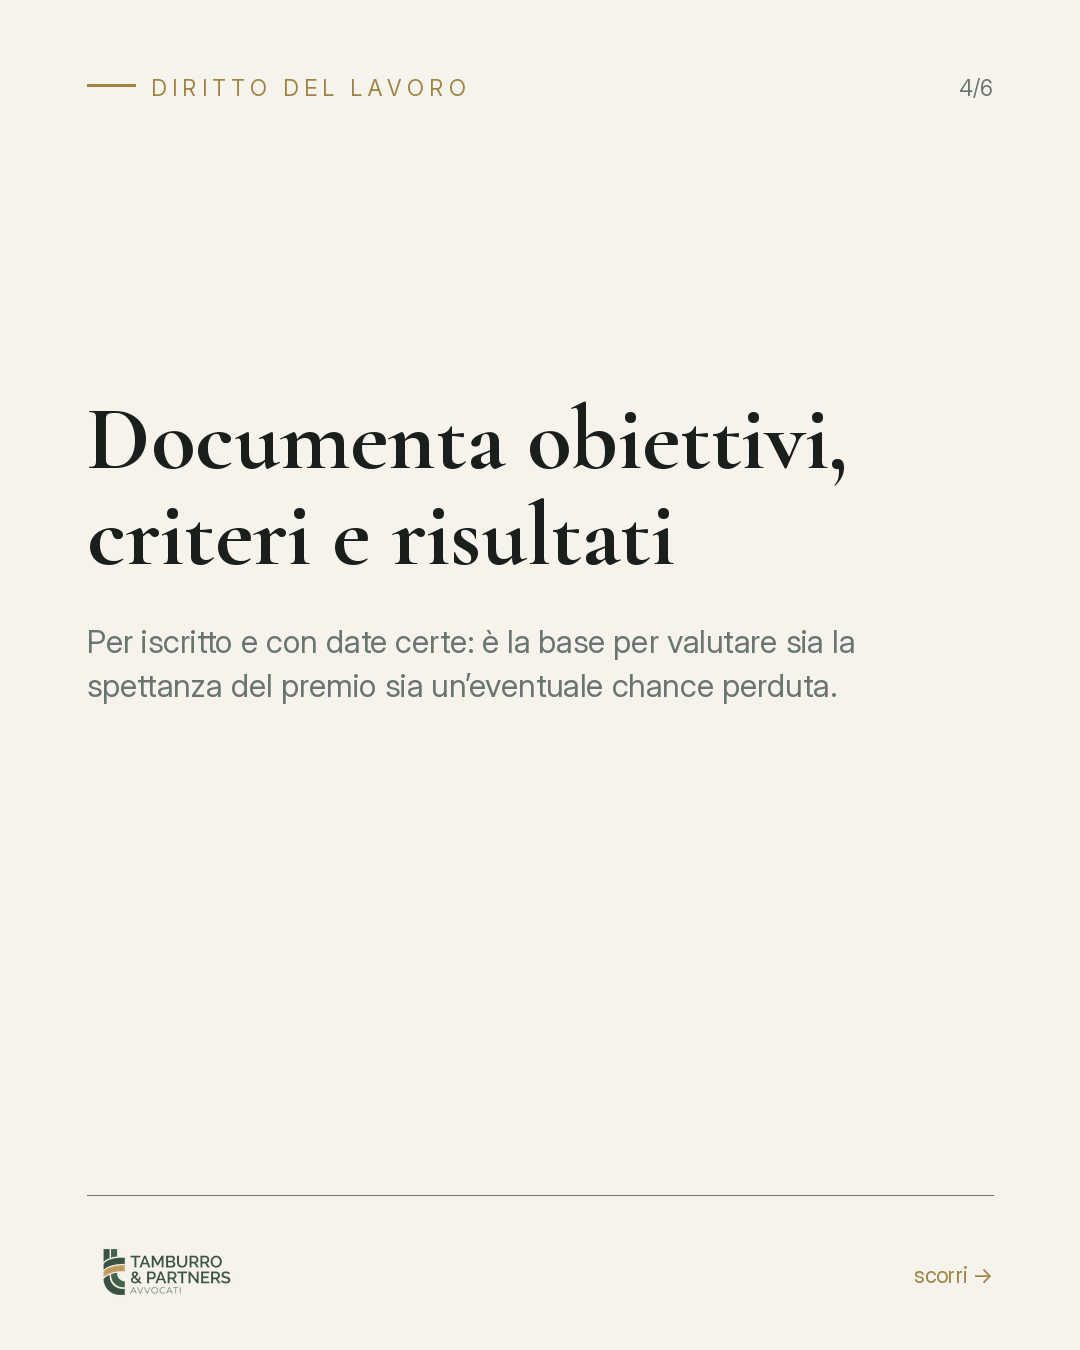 DIRITTO DEL LAVORO
4/6
Documenta obiettivi,
criteri e risultati
Per iscritto e con date certe: è la base per valutare sia la
spettanza del premio sia un’eventuale chance perduta.
TAMBURRO
& PARTNERS
AVVOCATI
scorri →